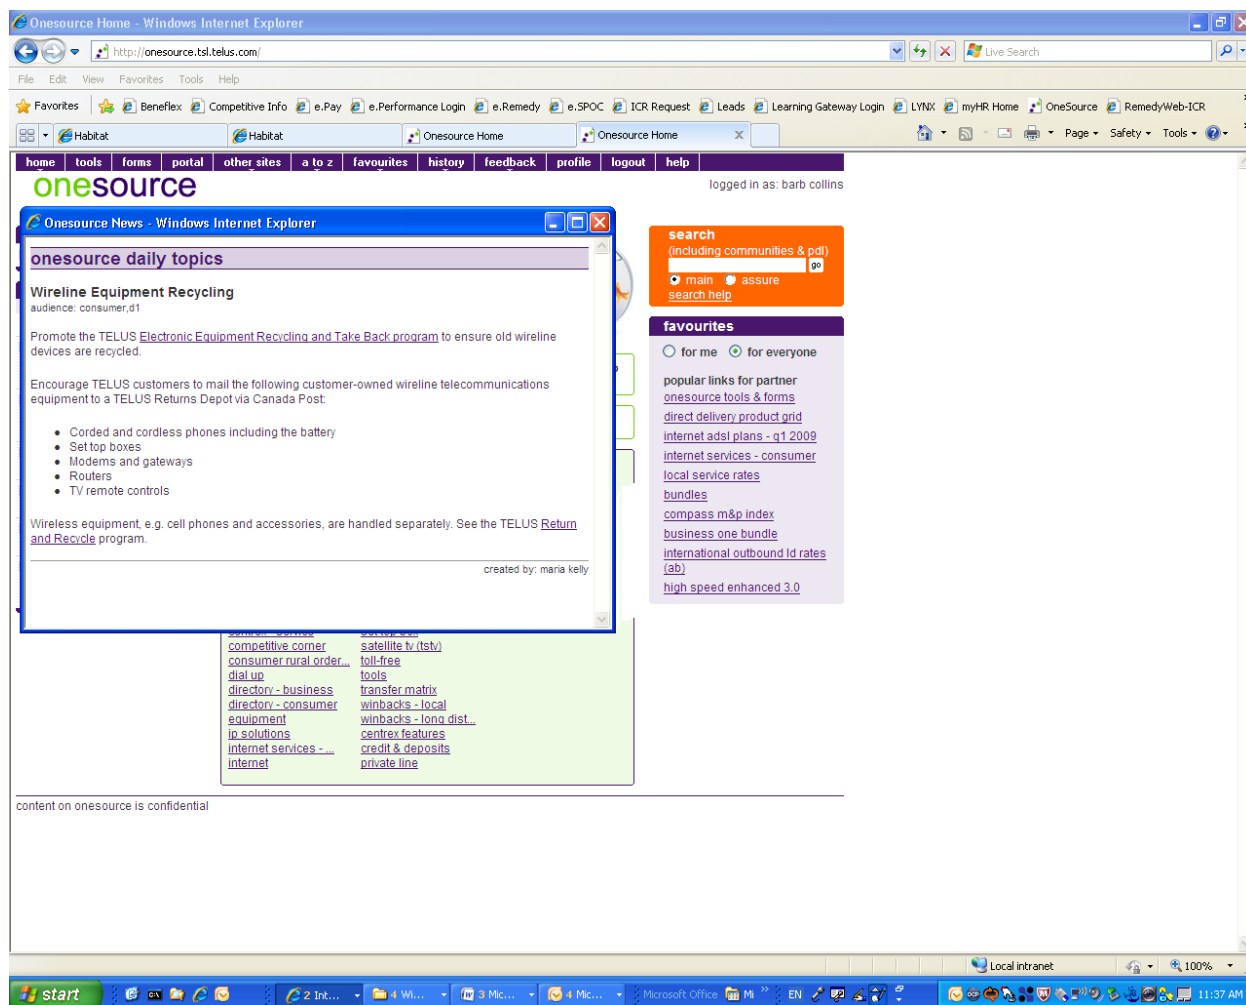 Onesource Home - Windows Internet Explorer
http://onesource.tsl.telus.com/
Live Search
File Edit View Favorites Tools Help
Favorites Beneflex Competitive Info e.Pay e.Performance Login e.Remedy e.SPOC ICR Request Leads Learning Gateway Login LYNX myHR Home OneSource RemedyWeb-ICR
Habitat Habitat Onesource Home Onesource Home X Page Safety Tools
home tools forms portal other sites a to z favourites history feedback profile logout help
onesource
logged in as: barb collins
Onesource News - Windows Internet Explorer
onesource daily topics
Wireline Equipment Recycling
audience: consumer,d1
Promote the TELUS Electronic Equipment Recycling and Take Back program to ensure old wireline
devices are recycled.
Encourage TELUS customers to mail the following customer-owned wireline telecommunications
equipment to a TELUS Returns Depot via Canada Post:
• Corded and cordless phones including the battery
• Set top boxes
• Modems and gateways
• Routers
• TV remote controls
Wireless equipment, e.g. cell phones and accessories, are handled separately. See the TELUS Return
and Recycle program.
created by: maria kelly
search
(including communities & pdl)
go
main assure
search help
favourites
for me for everyone
popular links for partner
onesource tools & forms
direct delivery product grid
internet adsl plans - q1 2009
internet services - consumer
local service rates
bundles
compass m&p index
business one bundle
international outbound ld rates
(ab)
high speed enhanced 3.0
competitive corner satellite tv (tstv)
consumer rural order... toll-free
dial up tools
directory - business transfer matrix
directory - consumer winbacks - local
equipment winbacks - long dist...
ip solutions centrex features
internet services - ... credit & deposits
internet private line
content on onesource is confidential
Local intranet 100%
start 2 Int... 4 Wi... 3 Mic... 4 Mic... Microsoft Office Mi » EN 11:37 AM